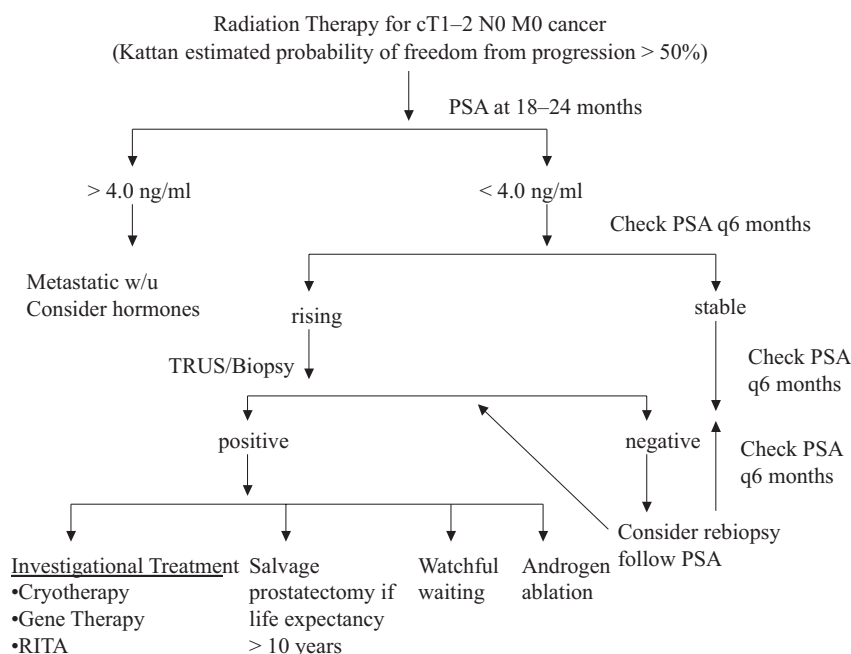 Radiation Therapy for cT1–2 N0 M0 cancer
(Kattan estimated probability of freedom from progression > 50%)
PSA at 18–24 months
> 4.0 ng/ml
< 4.0 ng/ml
Check PSA q6 months
Metastatic w/u
Consider hormones
rising
stable
TRUS/Biopsy
Check PSA
q6 months
positive
negative
Check PSA
q6 months
Consider rebiopsy
follow PSA
Investigational Treatment
•Cryotherapy
•Gene Therapy
•RITA
Salvage
prostatectomy if
life expectancy
> 10 years
Watchful
waiting
Androgen
ablation